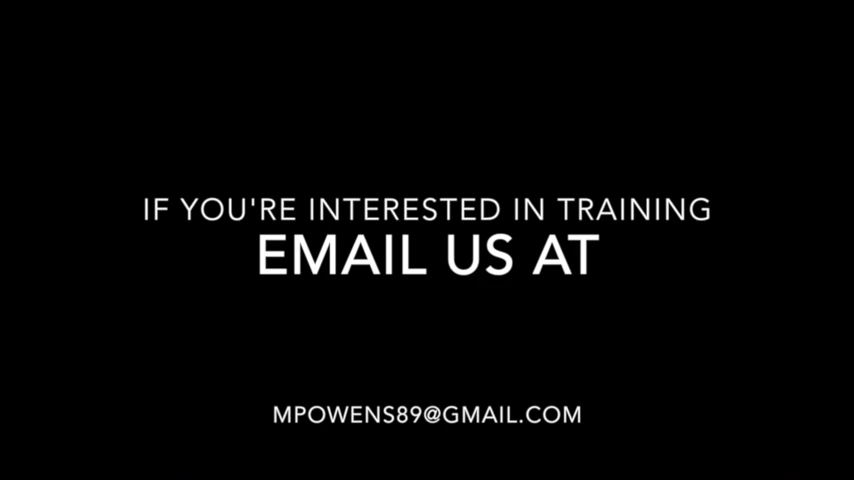 IF YOU'RE INTERESTED IN TRAINING
EMAIL US AT
MPOWENS89@GMAIL.COM